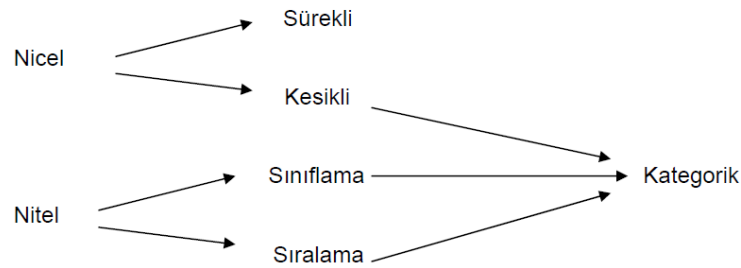 Sürekli
Nicel
Kesikli
Sınıflama
Kategorik
Nitel
Sıralama